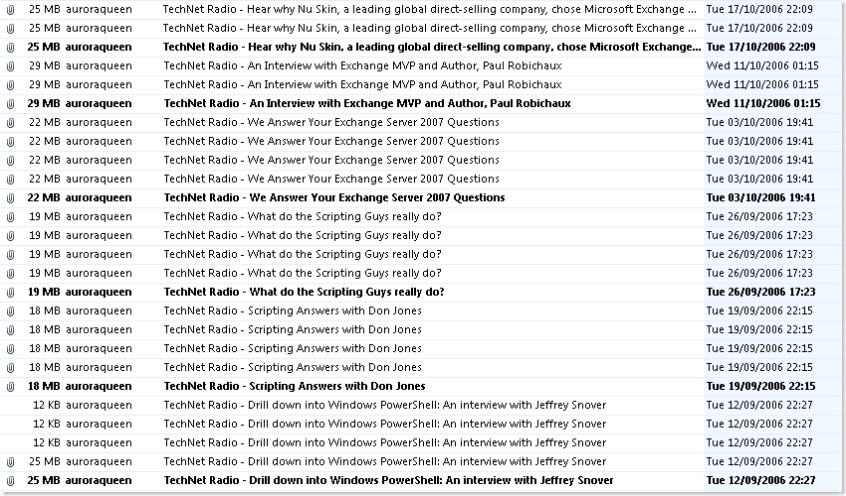 25 MB auroraqueen TechNet Radio - Hear why Nu Skin, a leading global direct-selling company, chose Microsoft Exchange ... Tue 17/10/2006 22:09
25 MB auroraqueen TechNet Radio - Hear why Nu Skin, a leading global direct-selling company, chose Microsoft Exchange ... Tue 17/10/2006 22:09
25 MB auroraqueen TechNet Radio - Hear why Nu Skin, a leading global direct-selling company, chose Microsoft Exchange... Tue 17/10/2006 22:09
29 MB auroraqueen TechNet Radio - An Interview with Exchange MVP and Author, Paul Robichaux Wed 11/10/2006 01:15
29 MB auroraqueen TechNet Radio - An Interview with Exchange MVP and Author, Paul Robichaux Wed 11/10/2006 01:15
29 MB auroraqueen TechNet Radio - An Interview with Exchange MVP and Author, Paul Robichaux Wed 11/10/2006 01:15
22 MB auroraqueen TechNet Radio - We Answer Your Exchange Server 2007 Questions Tue 03/10/2006 19:41
22 MB auroraqueen TechNet Radio - We Answer Your Exchange Server 2007 Questions Tue 03/10/2006 19:41
22 MB auroraqueen TechNet Radio - We Answer Your Exchange Server 2007 Questions Tue 03/10/2006 19:41
22 MB auroraqueen TechNet Radio - We Answer Your Exchange Server 2007 Questions Tue 03/10/2006 19:41
22 MB auroraqueen TechNet Radio - We Answer Your Exchange Server 2007 Questions Tue 03/10/2006 19:41
19 MB auroraqueen TechNet Radio - What do the Scripting Guys really do? Tue 26/09/2006 17:23
19 MB auroraqueen TechNet Radio - What do the Scripting Guys really do? Tue 26/09/2006 17:23
19 MB auroraqueen TechNet Radio - What do the Scripting Guys really do? Tue 26/09/2006 17:23
19 MB auroraqueen TechNet Radio - What do the Scripting Guys really do? Tue 26/09/2006 17:23
19 MB auroraqueen TechNet Radio - What do the Scripting Guys really do? Tue 26/09/2006 17:23
18 MB auroraqueen TechNet Radio - Scripting Answers with Don Jones Tue 19/09/2006 22:15
18 MB auroraqueen TechNet Radio - Scripting Answers with Don Jones Tue 19/09/2006 22:15
18 MB auroraqueen TechNet Radio - Scripting Answers with Don Jones Tue 19/09/2006 22:15
18 MB auroraqueen TechNet Radio - Scripting Answers with Don Jones Tue 19/09/2006 22:15
18 MB auroraqueen TechNet Radio - Scripting Answers with Don Jones Tue 19/09/2006 22:15
12 KB auroraqueen TechNet Radio - Drill down into Windows PowerShell: An interview with Jeffrey Snover Tue 12/09/2006 22:27
12 KB auroraqueen TechNet Radio - Drill down into Windows PowerShell: An interview with Jeffrey Snover Tue 12/09/2006 22:27
12 KB auroraqueen TechNet Radio - Drill down into Windows PowerShell: An interview with Jeffrey Snover Tue 12/09/2006 22:27
25 MB auroraqueen TechNet Radio - Drill down into Windows PowerShell: An interview with Jeffrey Snover Tue 12/09/2006 22:27
25 MB auroraqueen TechNet Radio - Drill down into Windows PowerShell: An interview with Jeffrey Snover Tue 12/09/2006 22:27